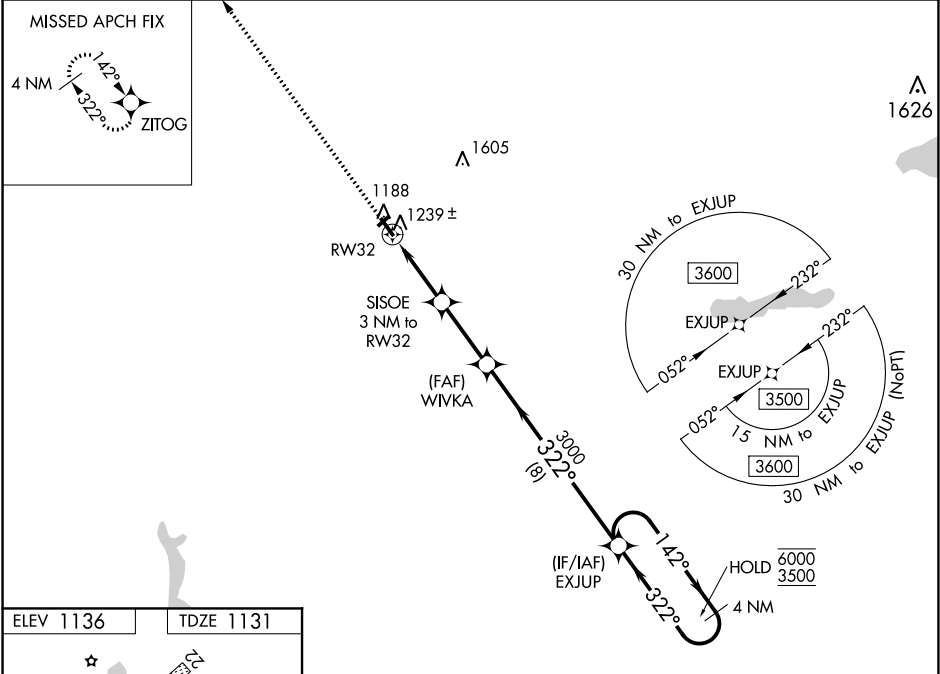 MISSED APCH FIX
4 NM
142°
322°
ZITOG
1626
1605
1188
1239 ±
RW32
SISOE
3 NM to
RW32
(FAF)
WIVKA
3000
322°
(8)
(IF/IAF)
EXJUP
142°
322°
HOLD
6000
3500
4 NM
30 NM to EXJUP
3600
232°
EXJUP
052°
232°
EXJUP
052°
3500
15 NM to EXJUP
3600
30 NM to EXJUP (NoPT)
ELEV 1136
TDZE 1131
22